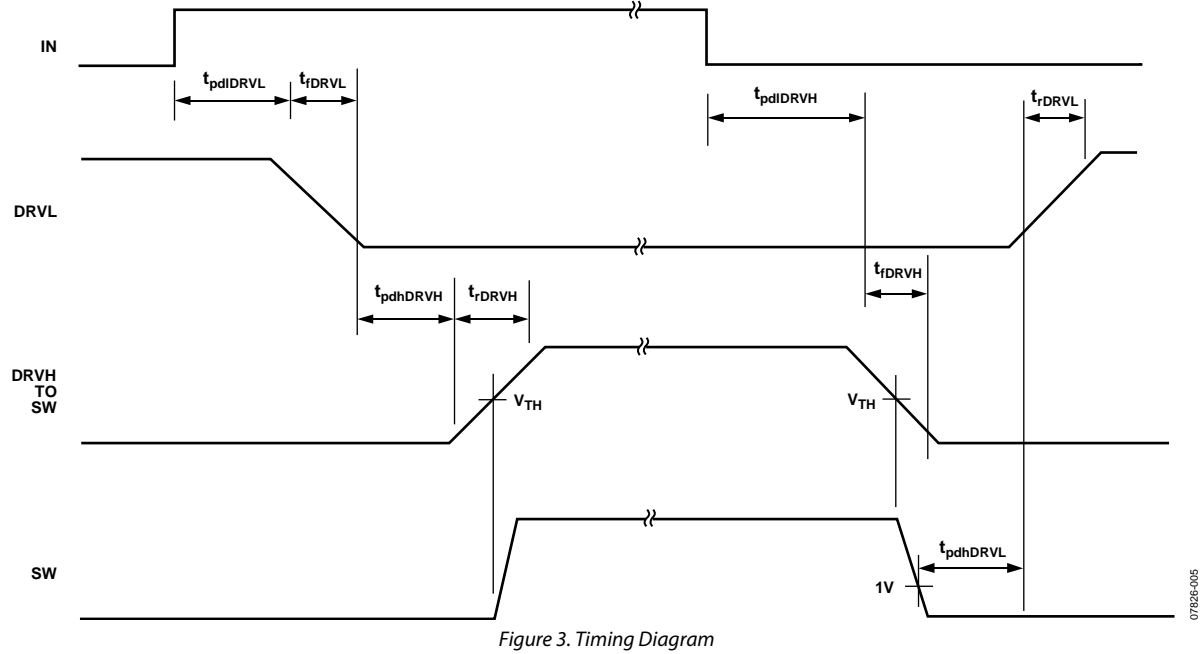 IN
tpdlDRVL
tfDRVL
tpdlDRVH
trDRVL
DRVL
tpdhDRVH
trDRVH
tfDRVH
DRVH
TO
SW
VTH
VTH
SW
1V
tpdhDRVL
07826-005
Figure 3. Timing Diagram